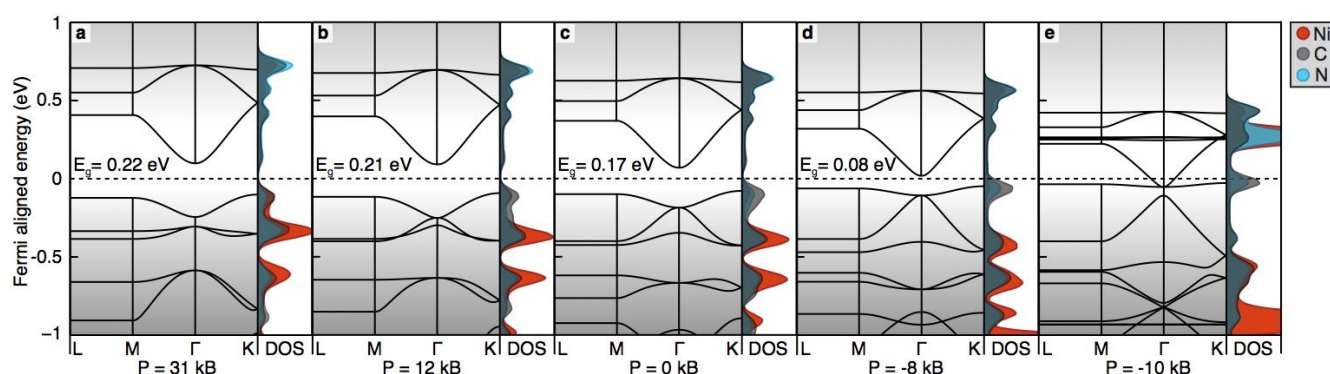 a b c d e
Ni
C
N
Fermi aligned energy (eV)
1
0.5
0
-0.5
-1
E_g= 0.22 eV
E_g= 0.21 eV
E_g= 0.17 eV
E_g= 0.08 eV
L M Γ K DOS L M Γ K DOS L M Γ K DOS L M Γ K DOS L M Γ K DOS
P = 31 kB P = 12 kB P = 0 kB P = -8 kB P = -10 kB